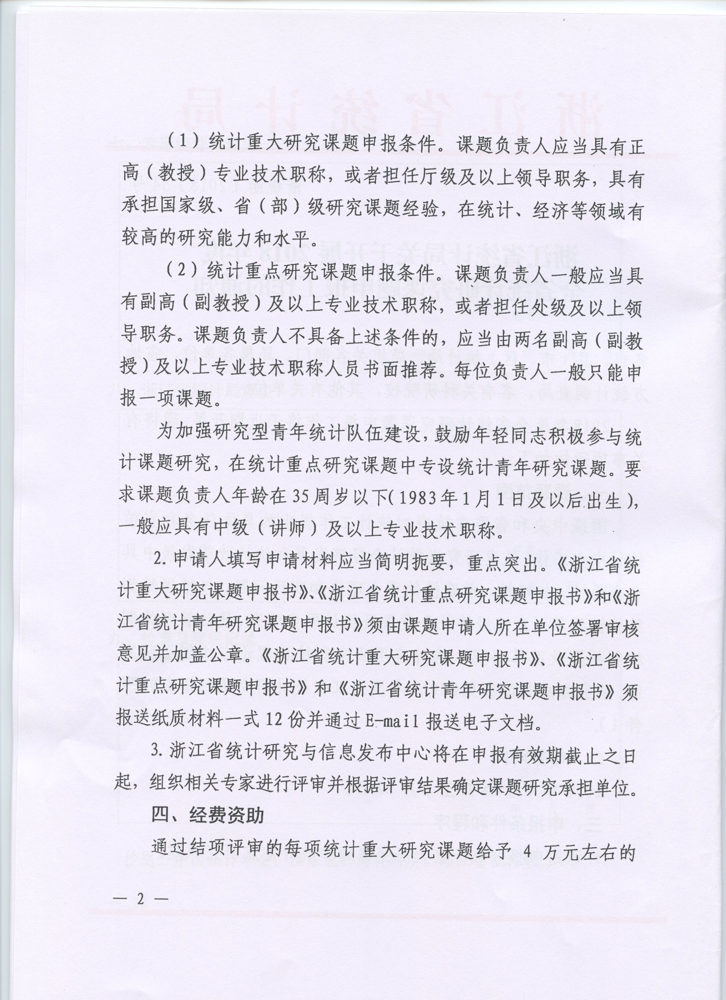 （1）统计重大研究课题申报条件。课题负责人应当具有正
高（教授）专业技术职称，或者担任厅级及以上领导职务，具有
承担国家级、省（部）级研究课题经验，在统计、经济等领域有
较高的研究能力和水平。
（2）统计重点研究课题申报条件。课题负责人一般应当具
有副高（副教授）及以上专业技术职称，或者担任处级及以上领
导职务。课题负责人不具备上述条件的，应当由两名副高（副教
授）及以上专业技术职称人员书面推荐。每位负责人一般只能申
报一项课题。
为加强研究型青年统计队伍建设，鼓励年轻同志积极参与统
计课题研究，在统计重点研究课题中专设统计青年研究课题。要
求课题负责人年龄在35周岁以下（1983年1月1日及以后出生），
一般应具有中级（讲师）及以上专业技术职称。
2.申请人填写申请材料应当简明扼要，重点突出。《浙江省统
计重大研究课题申报书》、《浙江省统计重点研究课题申报书》和《浙
江省统计青年研究课题申报书》须由课题申请人所在单位签署审核
意见并加盖公章。《浙江省统计重大研究课题申报书》、《浙江省统
计重点研究课题申报书》和《浙江省统计青年研究课题申报书》须
报送纸质材料一式12份并通过E-mail报送电子文档。
3.浙江省统计研究与信息发布中心将在申报有效期截止之日
起，组织相关专家进行评审并根据评审结果确定课题研究承担单位。
四、经费资助
通过结项评审的每项统计重大研究课题给予 4 万元左右的
— 2 —